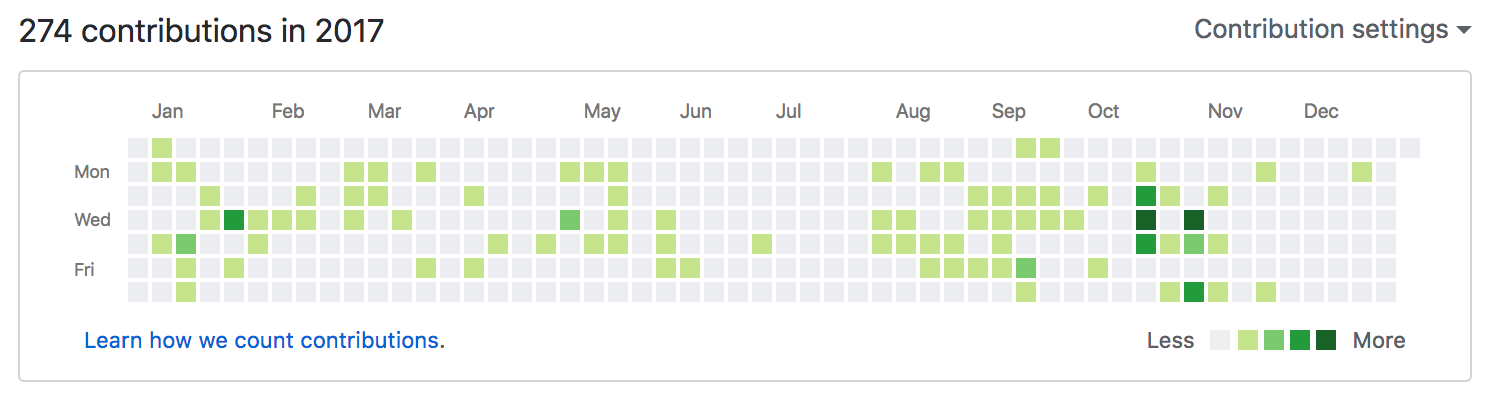 274 contributions in 2017
Contribution settings
Jan Feb Mar Apr May Jun Jul Aug Sep Oct Nov Dec
Mon
Wed
Fri
Learn how we count contributions.
Less More